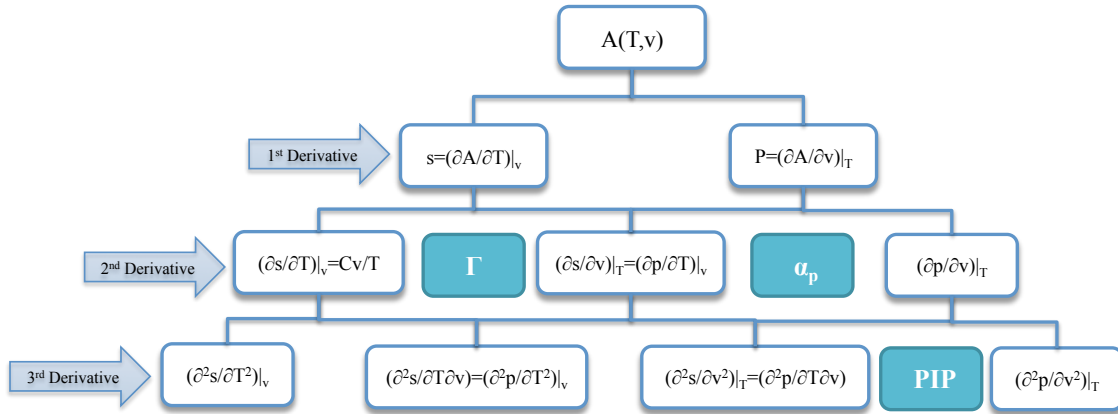 A(T,v)
1st Derivative
s=(∂A/∂T)|v
P=(∂A/∂v)|T
2nd Derivative
(∂s/∂T)|v=Cv/T
Γ
(∂s/∂v)|T=(∂p/∂T)|v
αp
(∂p/∂v)|T
3rd Derivative
(∂²s/∂T²)|v
(∂²s/∂T∂v)=(∂²p/∂T²)|v
(∂²s/∂v²)|T=(∂²p/∂T∂v)
PIP
(∂²p/∂v²)|T